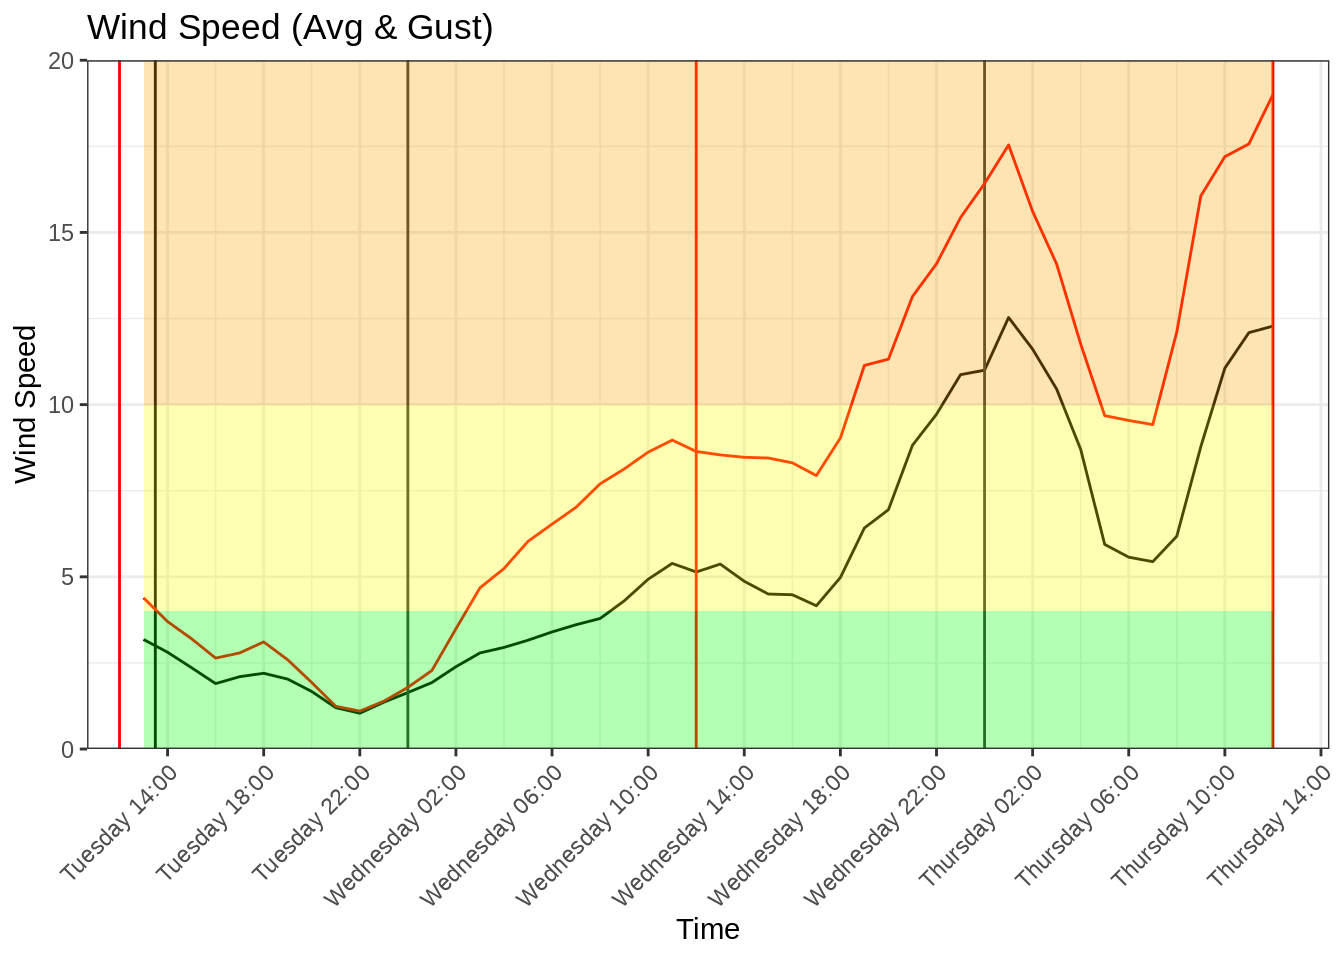 Wind Speed (Avg & Gust)
20
15
10
5
0
Wind Speed
Tuesday 14:00
Tuesday 18:00
Tuesday 22:00
Wednesday 02:00
Wednesday 06:00
Wednesday 10:00
Wednesday 14:00
Wednesday 18:00
Wednesday 22:00
Thursday 02:00
Thursday 06:00
Thursday 10:00
Thursday 14:00
Time